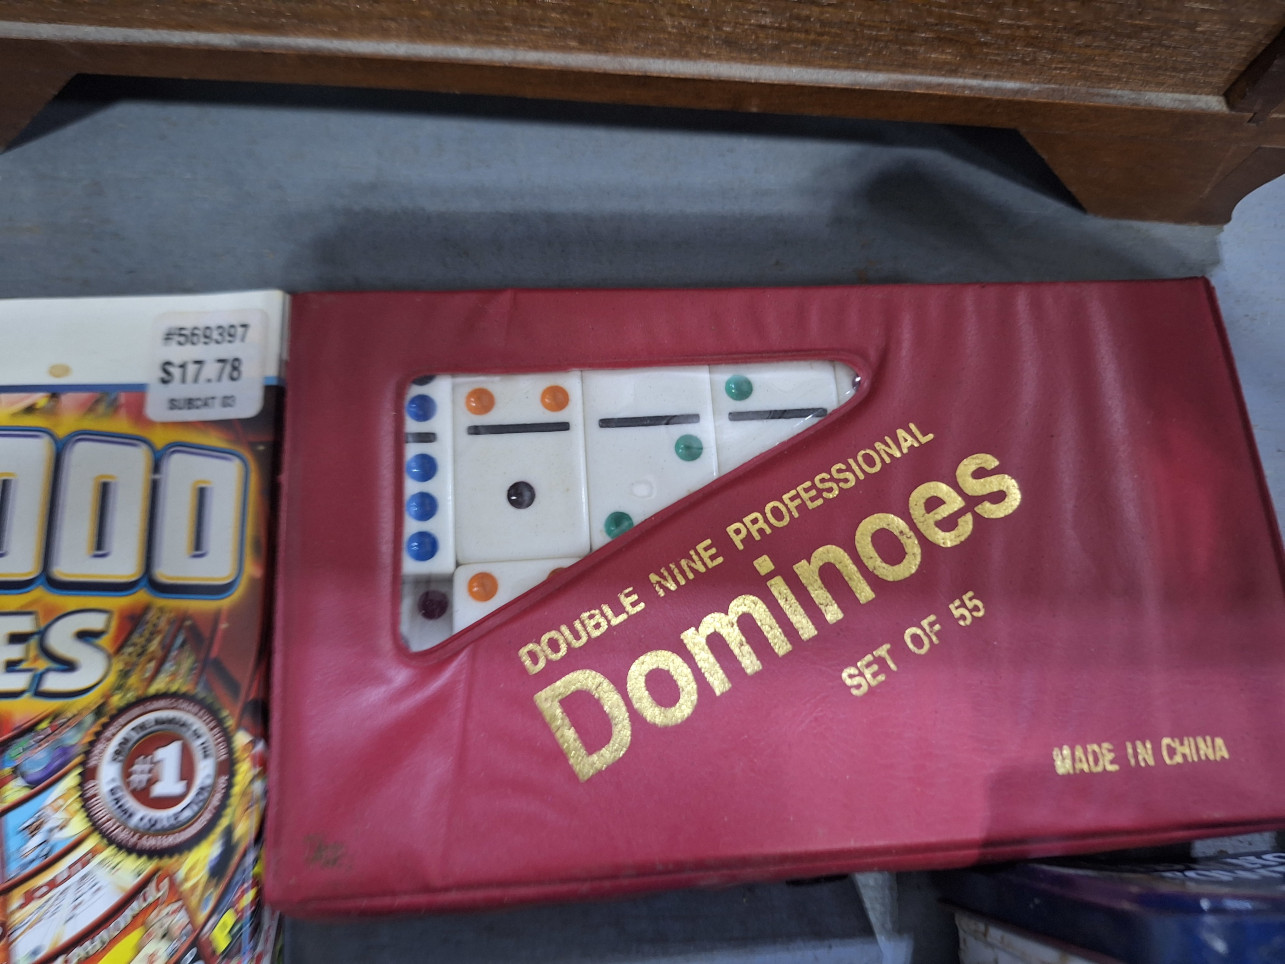 #569397
$17.78
SUBCAT 03
000
ES
#1
DOUBLE NINE PROFESSIONAL
Dominoes
SET OF 55
MADE IN CHINA